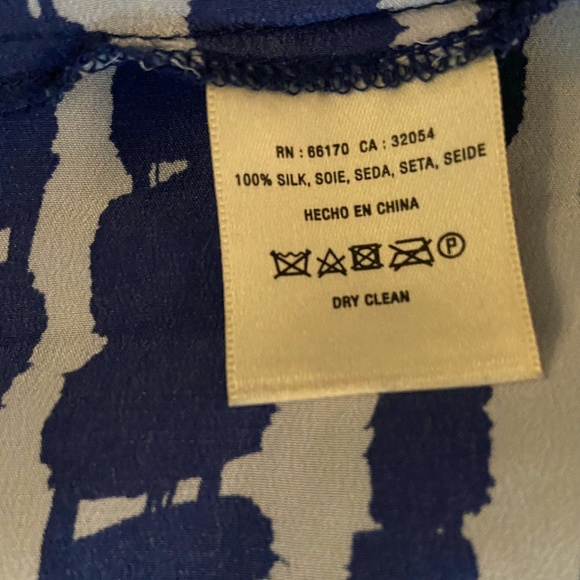 RN : 66170 CA : 32054
100% SILK, SOIE, SEDA, SETA, SEIDE
HECHO EN CHINA
P
DRY CLEAN